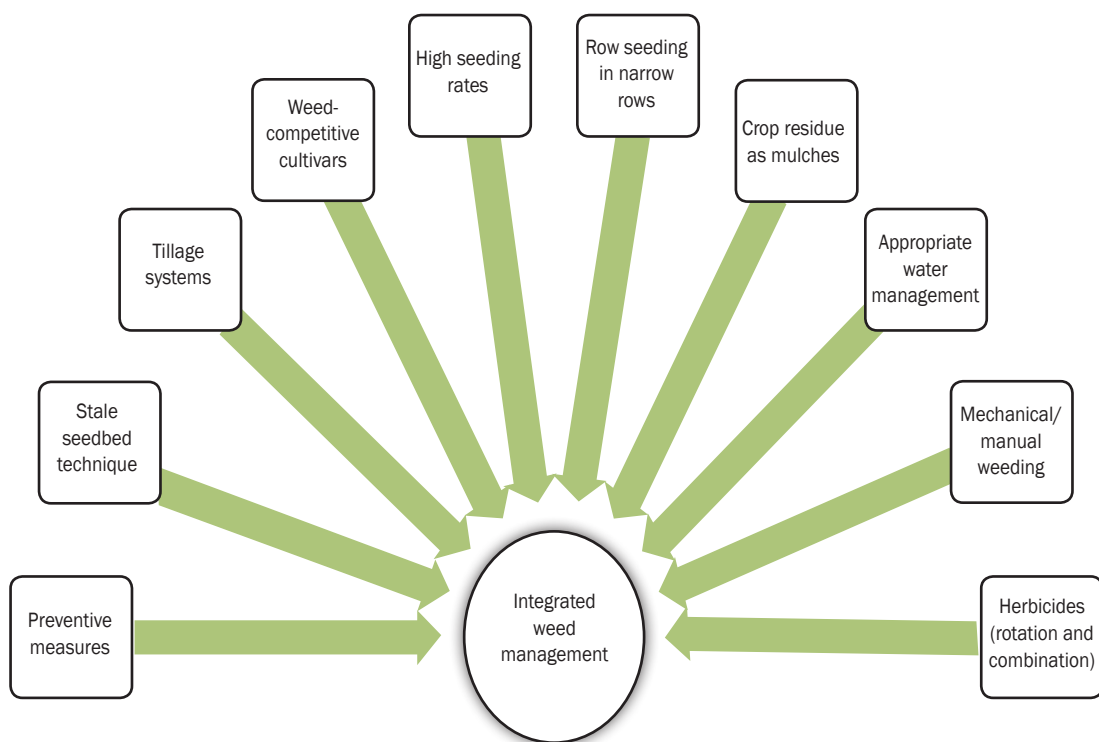 High seeding
rates
Row seeding
in narrow
rows
Weed-
competitive
cultivars
Crop residue
as mulches
Tillage
systems
Appropriate
water
management
Stale
seedbed
technique
Mechanical/
manual
weeding
Preventive
measures
Integrated
weed
management
Herbicides
(rotation and
combination)